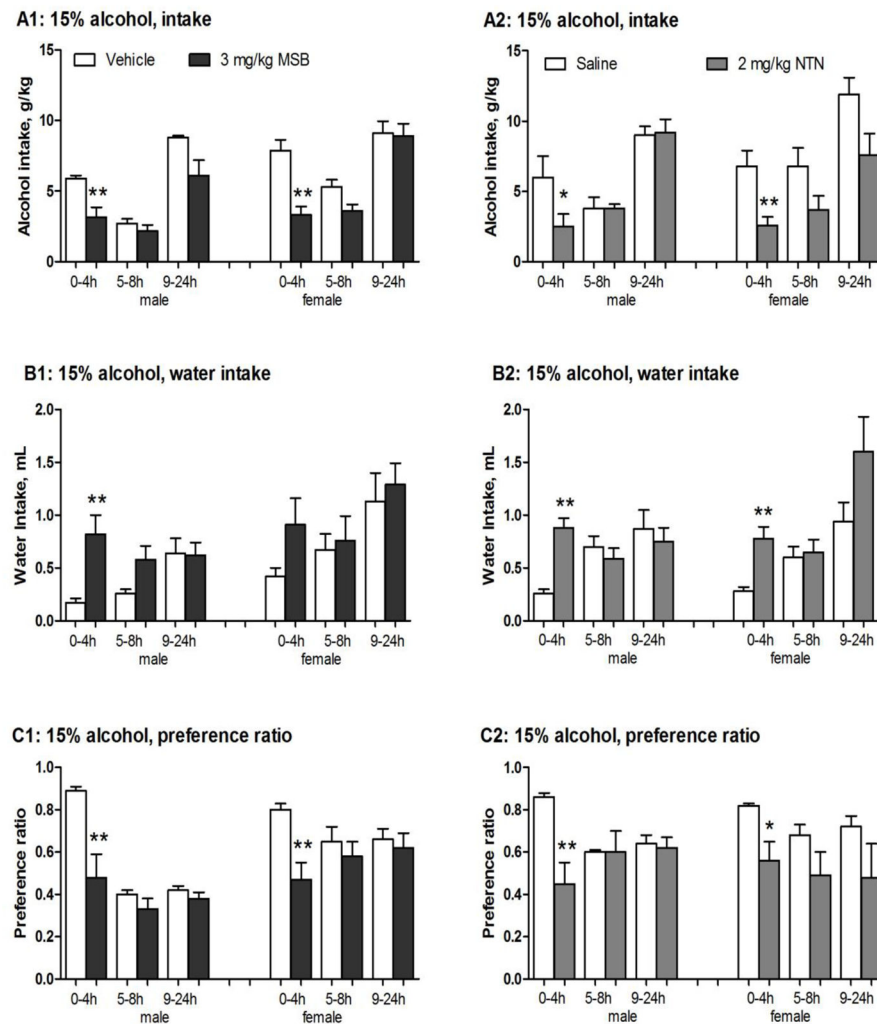 A1: 15% alcohol, intake
Vehicle
3 mg/kg MSB
Alcohol intake, g/kg
15
10
5
0
**
**
0-4h 5-8h 9-24h 0-4h 5-8h 9-24h
male female
A2: 15% alcohol, intake
Saline
2 mg/kg NTN
Alcohol intake, g/kg
15
10
5
0
*
**
0-4h 5-8h 9-24h 0-4h 5-8h 9-24h
male female
B1: 15% alcohol, water intake
Water Intake, mL
2.0
1.5
1.0
0.5
0.0
**
0-4h 5-8h 9-24h 0-4h 5-8h 9-24h
male female
B2: 15% alcohol, water intake
Water Intake, mL
2.0
1.5
1.0
0.5
0.0
**
**
0-4h 5-8h 9-24h 0-4h 5-8h 9-24h
male female
C1: 15% alcohol, preference ratio
Preference ratio
1.0
0.8
0.6
0.4
0.2
0.0
**
**
0-4h 5-8h 9-24h 0-4h 5-8h 9-24h
male female
C2: 15% alcohol, preference ratio
Preference ratio
1.0
0.8
0.6
0.4
0.2
0.0
**
*
0-4h 5-8h 9-24h 0-4h 5-8h 9-24h
male female